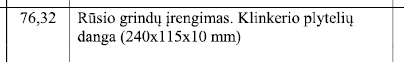 76,32 Rūsio grindų įrengimas. Klinkerio plytelių
danga (240x115x10 mm)